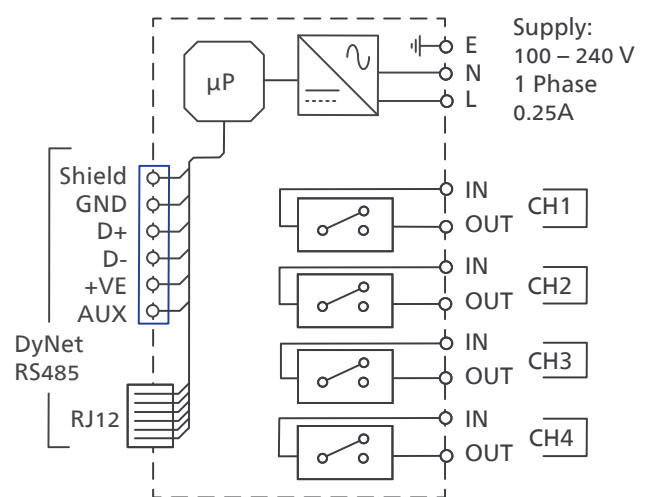 Supply:
100 – 240 V
1 Phase
0.25A
E
N
L
µP
Shield
GND
D+
D-
+VE
AUX
DyNet
RS485
RJ12
IN
OUT
CH1
IN
OUT
CH2
IN
OUT
CH3
IN
OUT
CH4